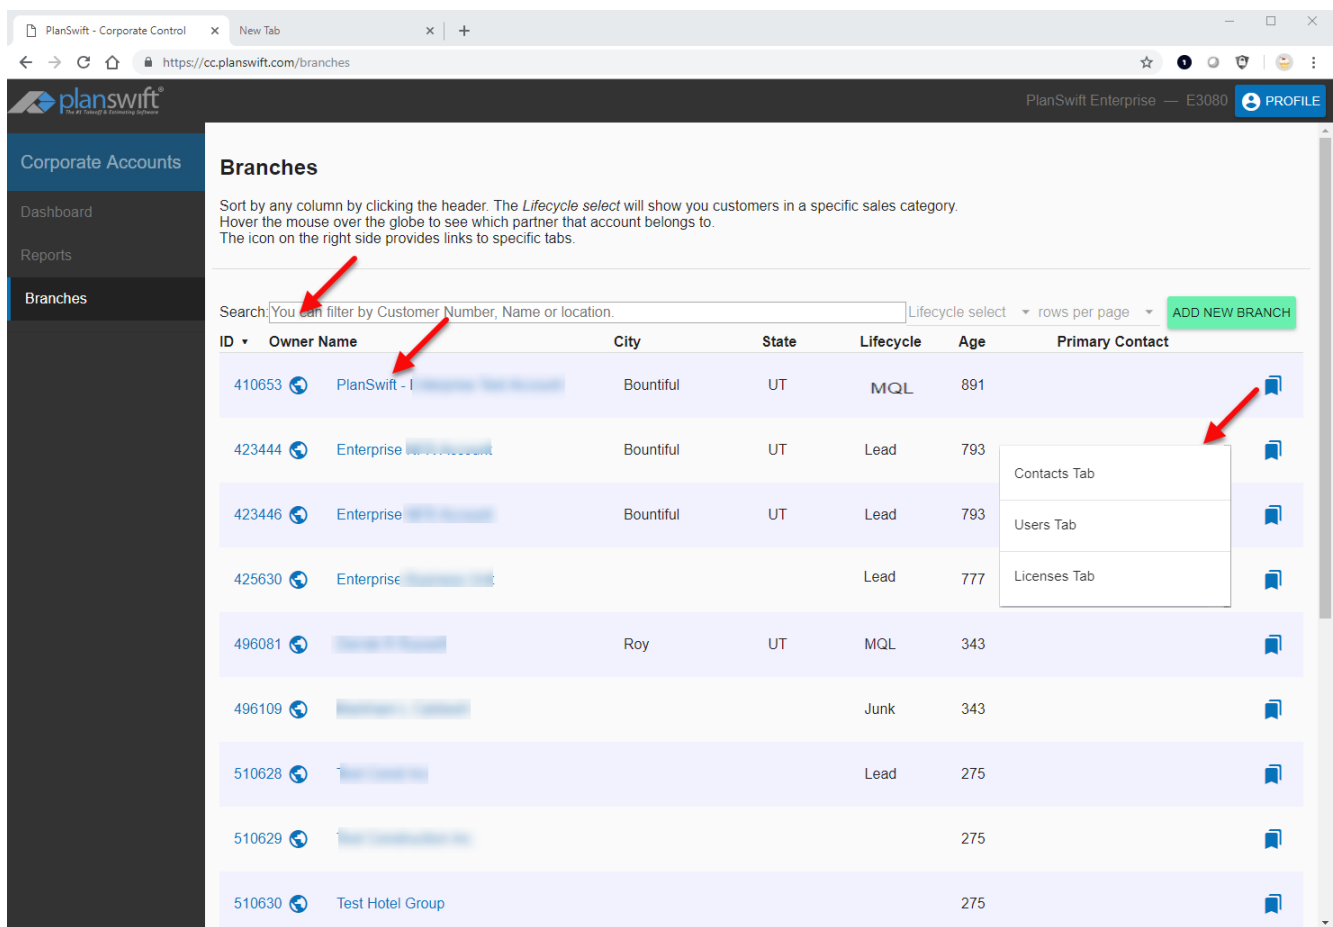 PlanSwift - Corporate Control
New Tab
https://cc.planswift.com/branches
planswift®
The #1 Takeoff & Estimating Software
PlanSwift Enterprise — E3080
PROFILE
Corporate Accounts
Dashboard
Reports
Branches
Branches
Sort by any column by clicking the header. The Lifecycle select will show you customers in a specific sales category.
Hover the mouse over the globe to see which partner that account belongs to.
The icon on the right side provides links to specific tabs.
Search: You can filter by Customer Number, Name or location. Lifecycle select rows per page ADD NEW BRANCH
ID Owner Name City State Lifecycle Age Primary Contact
410653 PlanSwift - Bountiful UT MQL 891
423444 Enterprise Bountiful UT Lead 793
423446 Enterprise Bountiful UT Lead 793
425630 Enterprise Lead 777
Contacts Tab
Users Tab
Licenses Tab
496081 Roy UT MQL 343
496109 Junk 343
510628 Lead 275
510629 275
510630 Test Hotel Group 275